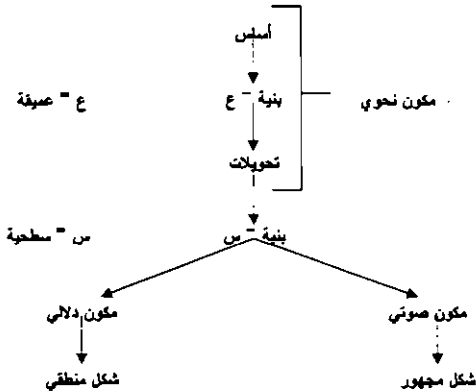 أساس
مكون نحوي
بنية - ع
ع = عميقة
تحويلات
بنية - س
س = سطحية
مكون صوتي
مكون دلالي
شكل مجهور
شكل منطقي